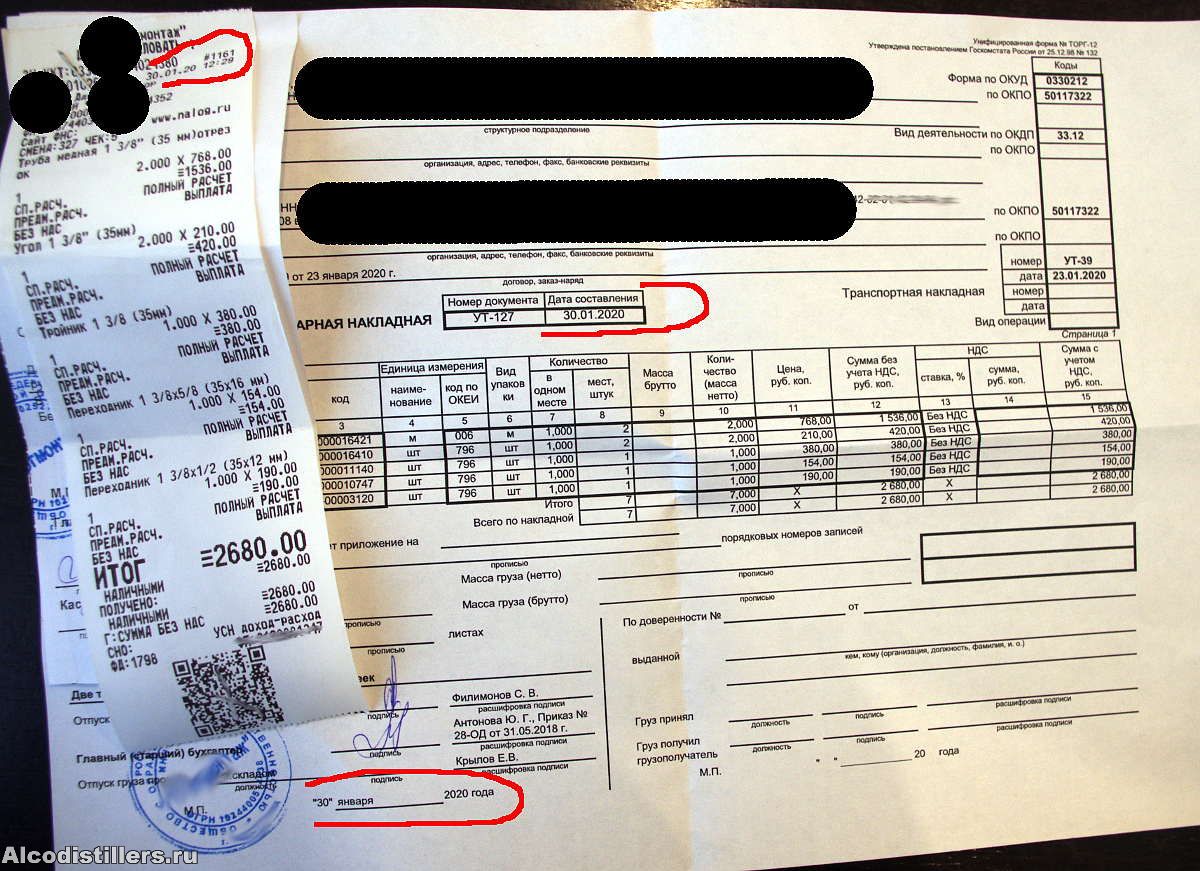 монтаж"
#1161
30.01.20 12:29
www.nalog.ru
Сайт ФНС:
СМЕНА:327 ЧЕК:5
Труба медная 1 3/8" (35 мм)отрез
ок
2.000 X 768.00
≡1536.00
1 ПОЛНЫЙ РАСЧЕТ
СП.РАСЧ. ВЫПЛАТА
ПРЕДМ.РАСЧ.
БЕЗ НАС
Угол 1 3/8" (35мм)
2.000 X 210.00
≡420.00
1 ПОЛНЫЙ РАСЧЕТ
СП.РАСЧ. ВЫПЛАТА
ПРЕДМ.РАСЧ.
БЕЗ НАС
Тройник 1 3/8 (35мм)
1.000 X 380.00
≡380.00
1 ПОЛНЫЙ РАСЧЕТ
СП.РАСЧ. ВЫПЛАТА
ПРЕДМ.РАСЧ.
БЕЗ НАС
Переходник 1 3/8х5/8 (35х16 мм)
1.000 X 154.00
≡154.00
1 ПОЛНЫЙ РАСЧЕТ
СП.РАСЧ. ВЫПЛАТА
ПРЕДМ.РАСЧ.
БЕЗ НАС
Переходник 1 3/8х1/2 (35х12 мм)
1.000 X 190.00
≡190.00
1 ПОЛНЫЙ РАСЧЕТ
СП.РАСЧ. ВЫПЛАТА
ПРЕДМ.РАСЧ.
БЕЗ НАС
ИТОГ ≡2680.00
НАЛИЧНЫМИ ≡2680.00
ПОЛУЧЕНО:
НАЛИЧНЫМИ ≡2680.00
Г:СУММА БЕЗ НАС ≡2680.00
СНО: УСН ДОХОД-РАСХОД
ФД:1798
Унифицированная форма № ТОРГ-12
Утверждена постановлением Госкомстата России от 25.12.98 № 132
Коды
Форма по ОКУД 0330212
по ОКПО 50117322
структурное подразделение
Вид деятельности по ОКДП 33.12
по ОКПО
организация, адрес, телефон, факс, банковские реквизиты
по ОКПО 50117322
по ОКПО
организация, адрес, телефон, факс, банковские реквизиты
номер УТ-39
от 23 января 2020 г. дата 23.01.2020
договор, заказ-наряд
Транспортная накладная номер
дата
Вид операции
Страница 1
Номер документа Дата составления
АРНАЯ НАКЛАДНАЯ УТ-127 30.01.2020
код Единица измерения Вид упаков ки Количество Масса брутто Коли- чество (масса нетто) Цена, руб. коп. Сумма без учета НДС, руб. коп. НДС Сумма с учетом НДС, руб. коп.
наиме- нование код по ОКЕИ в одном месте мест, штук ставка, % сумма, руб. коп.
3 4 5 6 7 8 9 10 11 12 13 14 15
000016421 м 006 м 1,000 2 2,000 768,00 1 536,00 Без НДС 1 536,00
000016410 шт 796 шт 1,000 2 2,000 210,00 420,00 Без НДС 420,00
000011140 шт 796 шт 1,000 1 1,000 380,00 380,00 Без НДС 380,00
000010747 шт 796 шт 1,000 1 1,000 154,00 154,00 Без НДС 154,00
000003120 шт 796 шт 1,000 1 1,000 190,00 190,00 Без НДС 190,00
Итого 7 7,000 X 2 680,00 X 2 680,00
Всего по накладной 7 7,000 X 2 680,00 X 2 680,00
приложение на порядковых номеров записей
прописью
Масса груза (нетто)
прописью
Масса груза (брутто)
прописью
прописью
листах
прописью
По доверенности № от
выданной
кем, кому (организация, должность, фамилия, и. о.)
Филимонов С. В.
подпись расшифровка подписи
Антонова Ю. Г., Приказ № 28-ОД от 31.05.2018 г.
Главный (старший) бухгалтер
подпись расшифровка подписи
Отпуск груза
должность
Крылов Е.В.
подпись расшифровка подписи
М.П.
"30" января 2020 года
Груз принял
должность подпись расшифровка подписи
Груз получил
грузополучатель
должность подпись расшифровка подписи
М.П. " " 20 года
Alcodistillers.ru